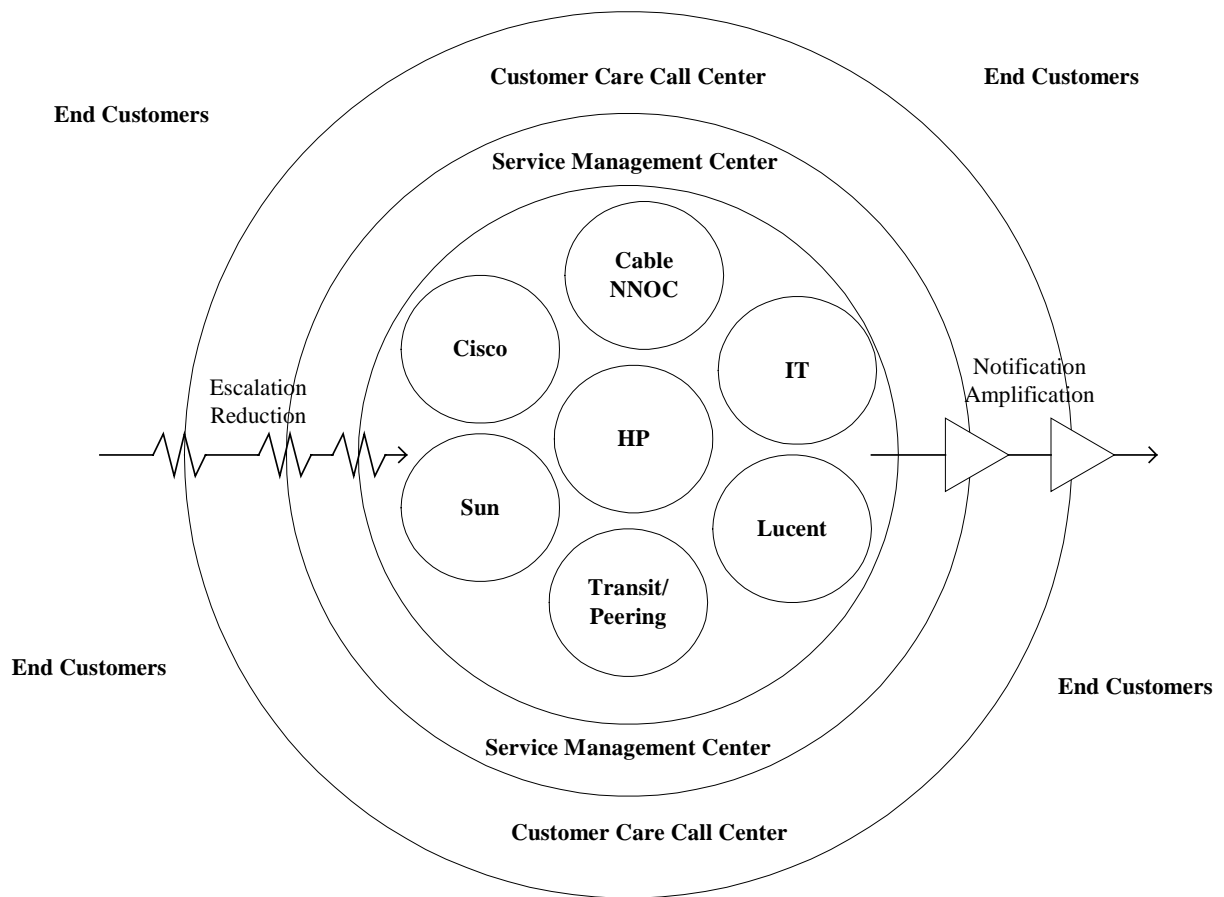 Customer Care Call Center
End Customers
End Customers
Service Management Center
Cable
NNOC
Cisco
IT
Notification
Amplification
Escalation
Reduction
HP
Sun
Lucent
Transit/
Peering
End Customers
End Customers
Service Management Center
Customer Care Call Center